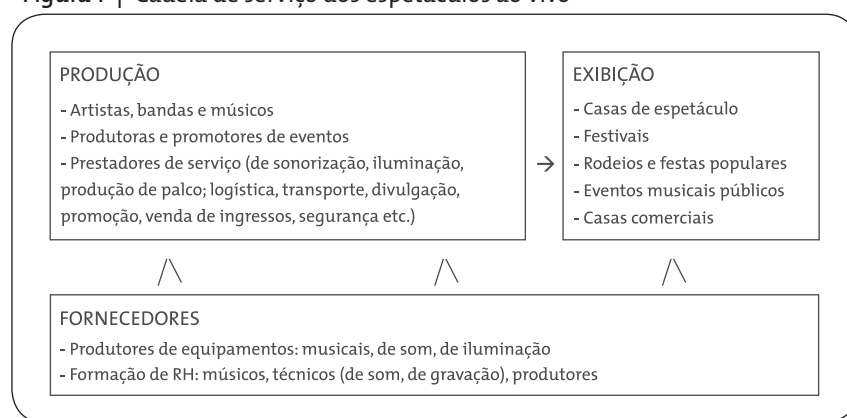 Figura 1 | Cadeia de serviço dos espetáculos ao vivo
PRODUÇÃO
- Artistas, bandas e músicos
- Produtoras e promotores de eventos
- Prestadores de serviço (de sonorização, iluminação,
produção de palco; logística, transporte, divulgação,
promoção, venda de ingressos, segurança etc.)
→
EXIBIÇÃO
- Casas de espetáculo
- Festivais
- Rodeios e festas populares
- Eventos musicais públicos
- Casas comerciais
FORNECEDORES
- Produtores de equipamentos: musicais, de som, de iluminação
- Formação de RH: músicos, técnicos (de som, de gravação), produtores